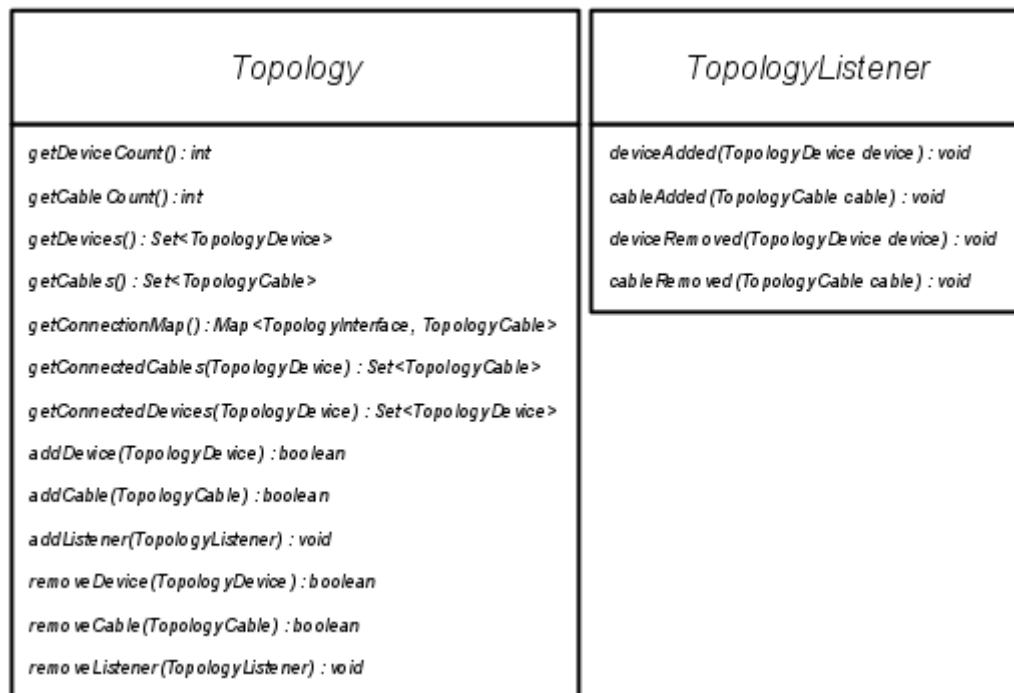 Topology
getDeviceCount() : int
getCableCount() : int
getDevices() : Set<TopologyDevice>
getCables() : Set<TopologyCable>
getConnectionMap() : Map<TopologyInterface, TopologyCable>
getConnectedCables(TopologyDevice) : Set<TopologyCable>
getConnectedDevices(TopologyDevice) : Set<TopologyDevice>
addDevice(TopologyDevice) : boolean
addCable(TopologyCable) : boolean
addListener(TopologyListener) : void
removeDevice(TopologyDevice) : boolean
removeCable(TopologyCable) : boolean
removeListener(TopologyListener) : void
TopologyListener
deviceAdded(TopologyDevice device) : void
cableAdded(TopologyCable cable) : void
deviceRemoved(TopologyDevice device) : void
cableRemoved(TopologyCable cable) : void